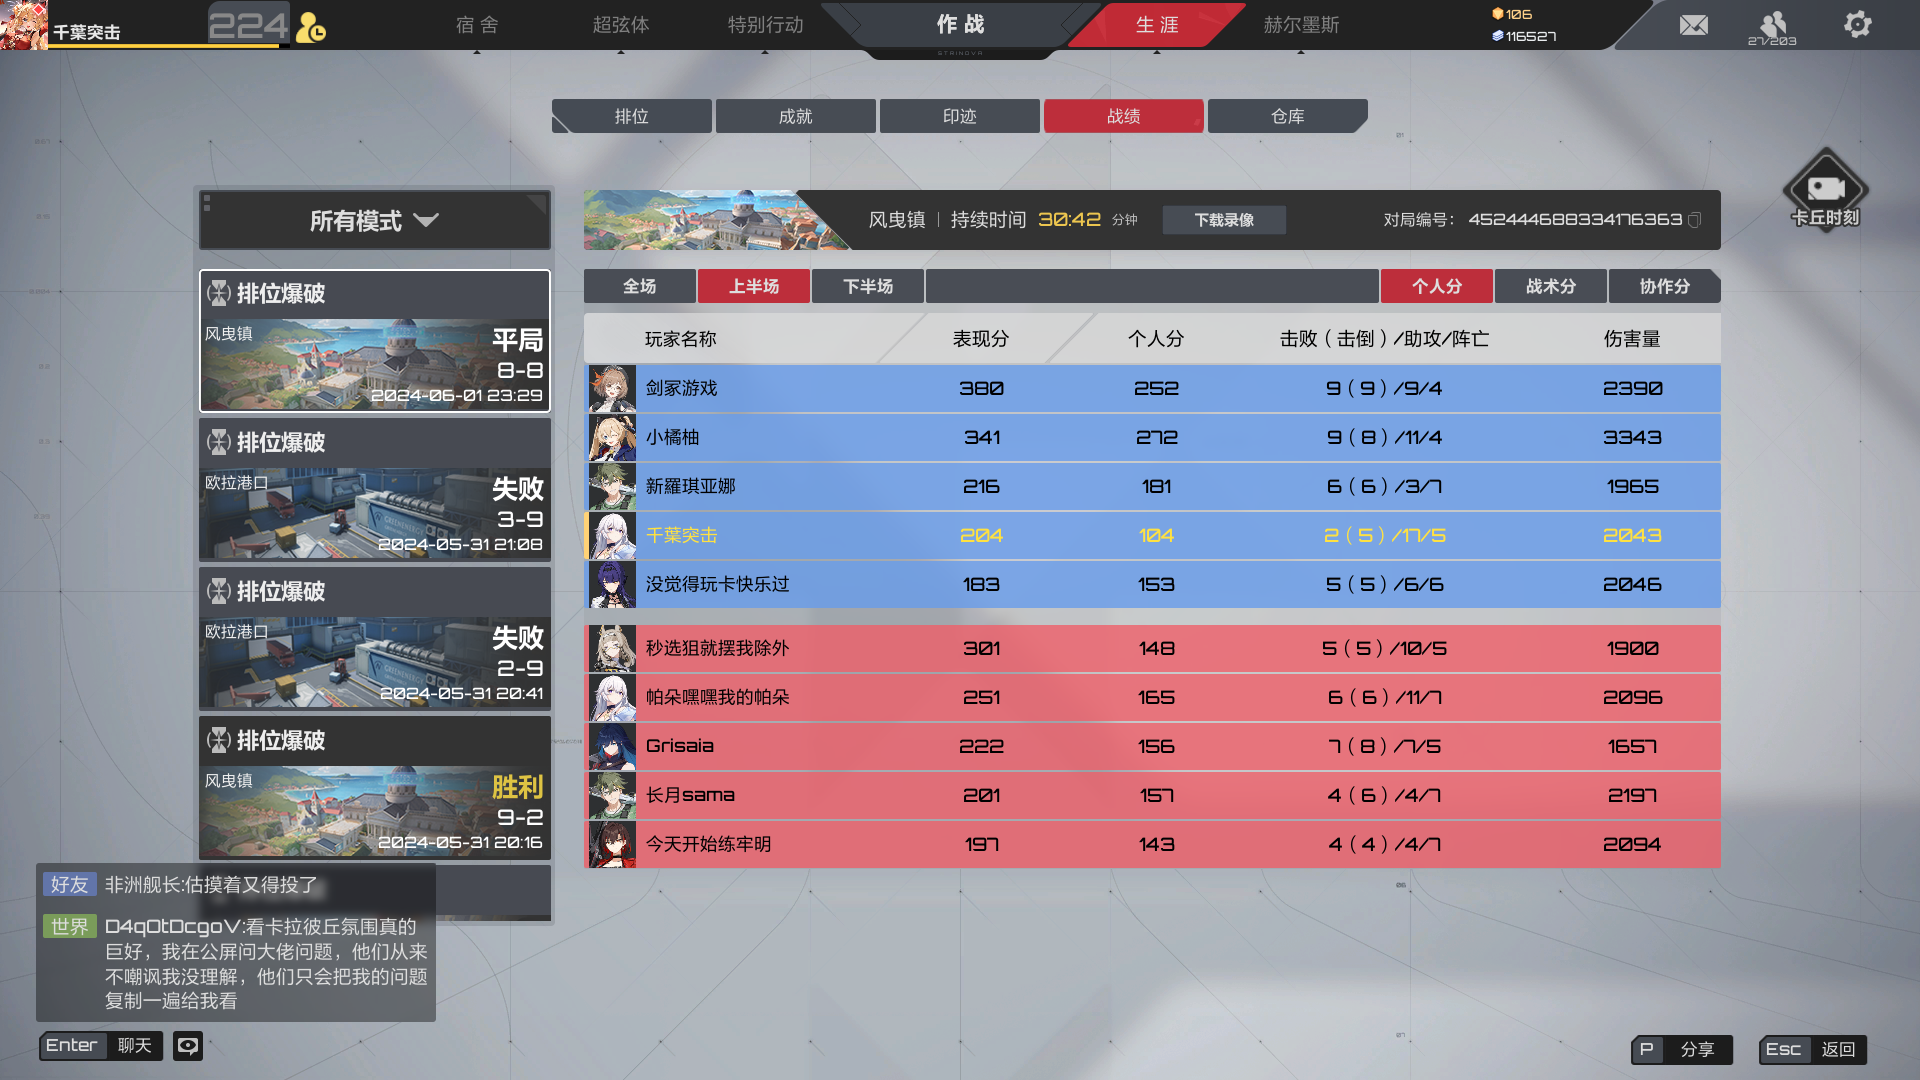 千葉突击
224
宿舍
超弦体
特别行动
作战
STRINOVA
生涯
赫尔墨斯
106
116527
27/203
排位
成就
印迹
战绩
仓库
卡丘时刻
所有模式
排位爆破
风曳镇
平局
8-8
2024-06-01 23:29
排位爆破
欧拉港口
失败
3-9
2024-05-31 21:08
排位爆破
欧拉港口
失败
2-9
2024-05-31 20:41
排位爆破
风曳镇
胜利
9-2
2024-05-31 20:16
风曳镇 | 持续时间 30:42 分钟
下载录像
对局编号： 452444688334176363
全场 上半场 下半场
个人分 战术分 协作分
玩家名称 表现分 个人分 击败（击倒）/助攻/阵亡 伤害量
剑冢游戏 380 252 9（9）/9/4 2390
小橘柚 341 272 9（8）/11/4 3343
新羅琪亚娜 216 181 6（6）/3/7 1965
千葉突击 204 104 2（5）/17/5 2043
没觉得玩卡快乐过 183 153 5（5）/6/6 2046
秒选狙就摆我除外 301 148 5（5）/10/5 1900
帕朵嘿嘿我的帕朵 251 165 6（6）/11/7 2096
Grisaia 222 156 7（8）/7/5 1657
长月sama 201 157 4（6）/4/7 2197
今天开始练牢明 197 143 4（4）/4/7 2094
好友 非洲舰长:估摸着又得投了
世界 D4qOtDcgoV:看卡拉彼丘氛围真的
巨好，我在公屏问大佬问题，他们从来
不嘲讽我没理解，他们只会把我的问题
复制一遍给我看
Enter 聊天
P 分享
Esc 返回